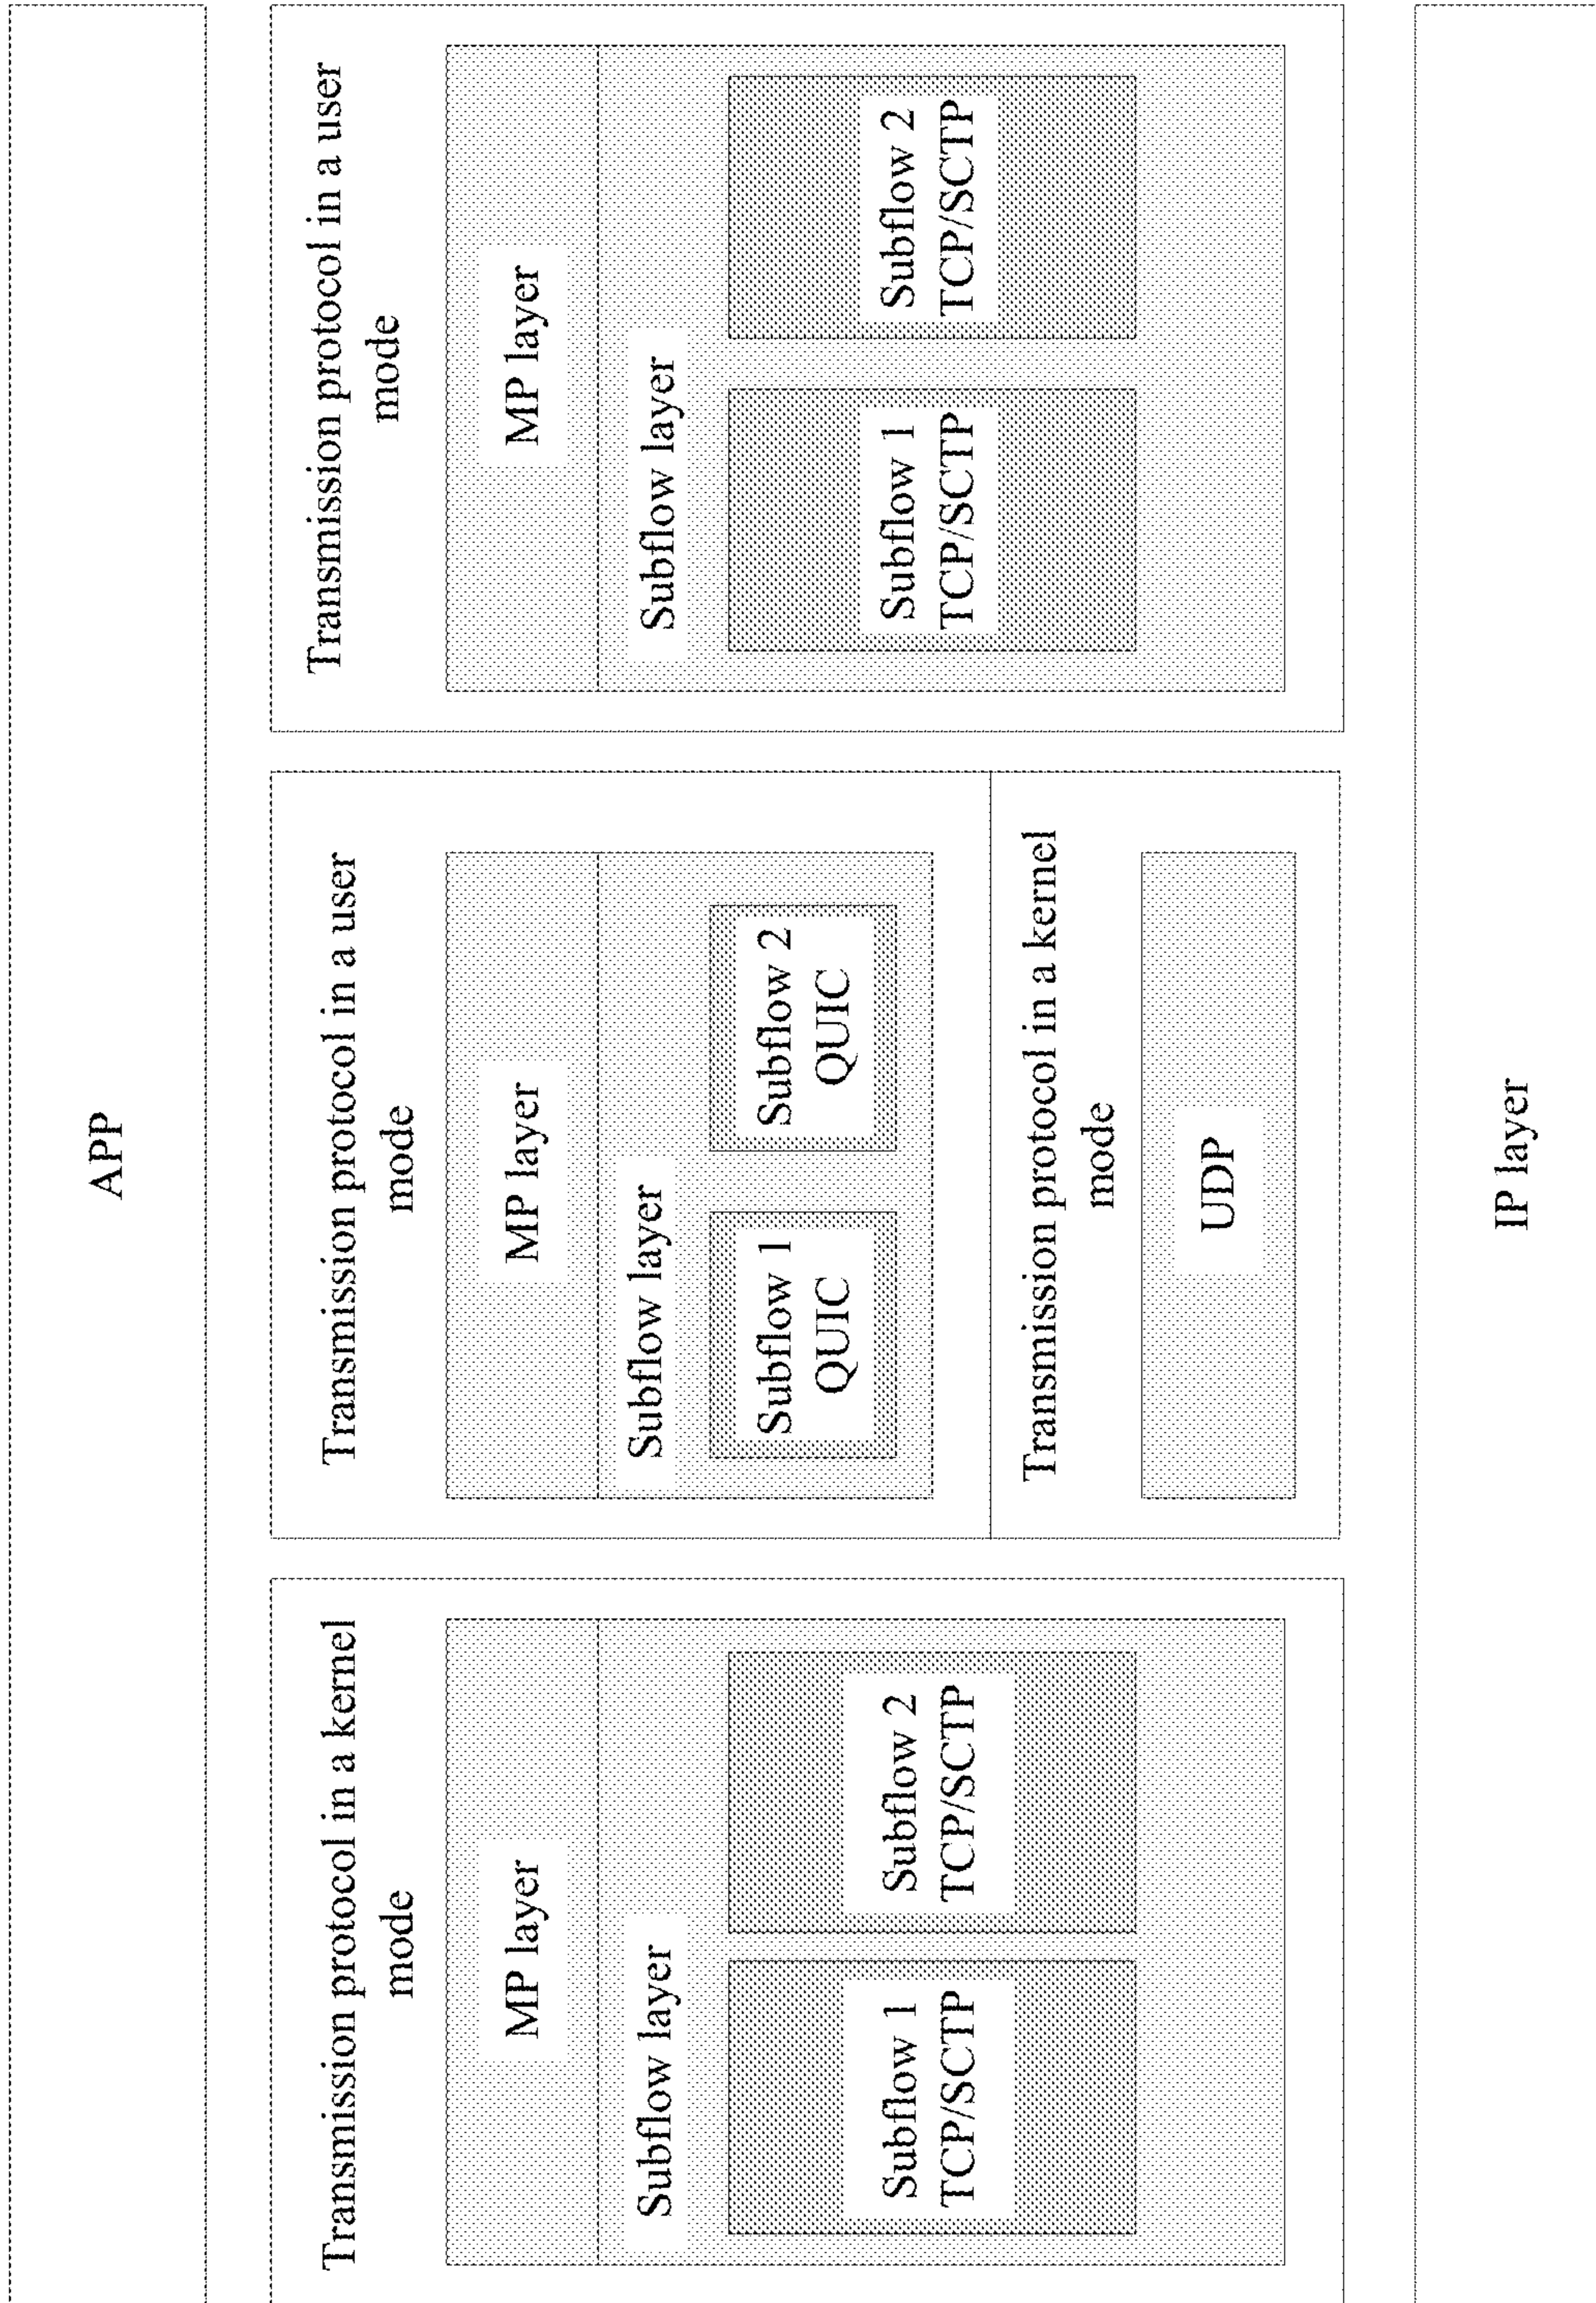 APP
Transmission protocol in a kernel
mode
MP layer
Subflow layer
Subflow 1
TCP/SCTP
Subflow 2
TCP/SCTP
Transmission protocol in a user
mode
MP layer
Subflow layer
Subflow 1
QUIC
Subflow 2
QUIC
Transmission protocol in a kernel
mode
UDP
Transmission protocol in a user
mode
MP layer
Subflow layer
Subflow 1
TCP/SCTP
Subflow 2
TCP/SCTP
IP layer